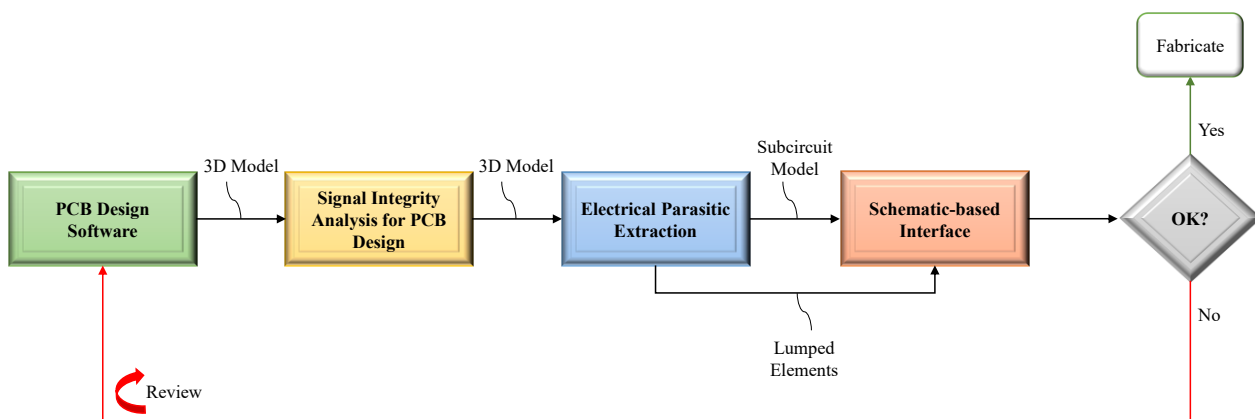 Fabricate
Yes
3D Model
3D Model
Subcircuit
Model
PCB Design
Software
Signal Integrity
Analysis for PCB
Design
Electrical Parasitic
Extraction
Schematic-based
Interface
OK?
No
Lumped
Elements
Review